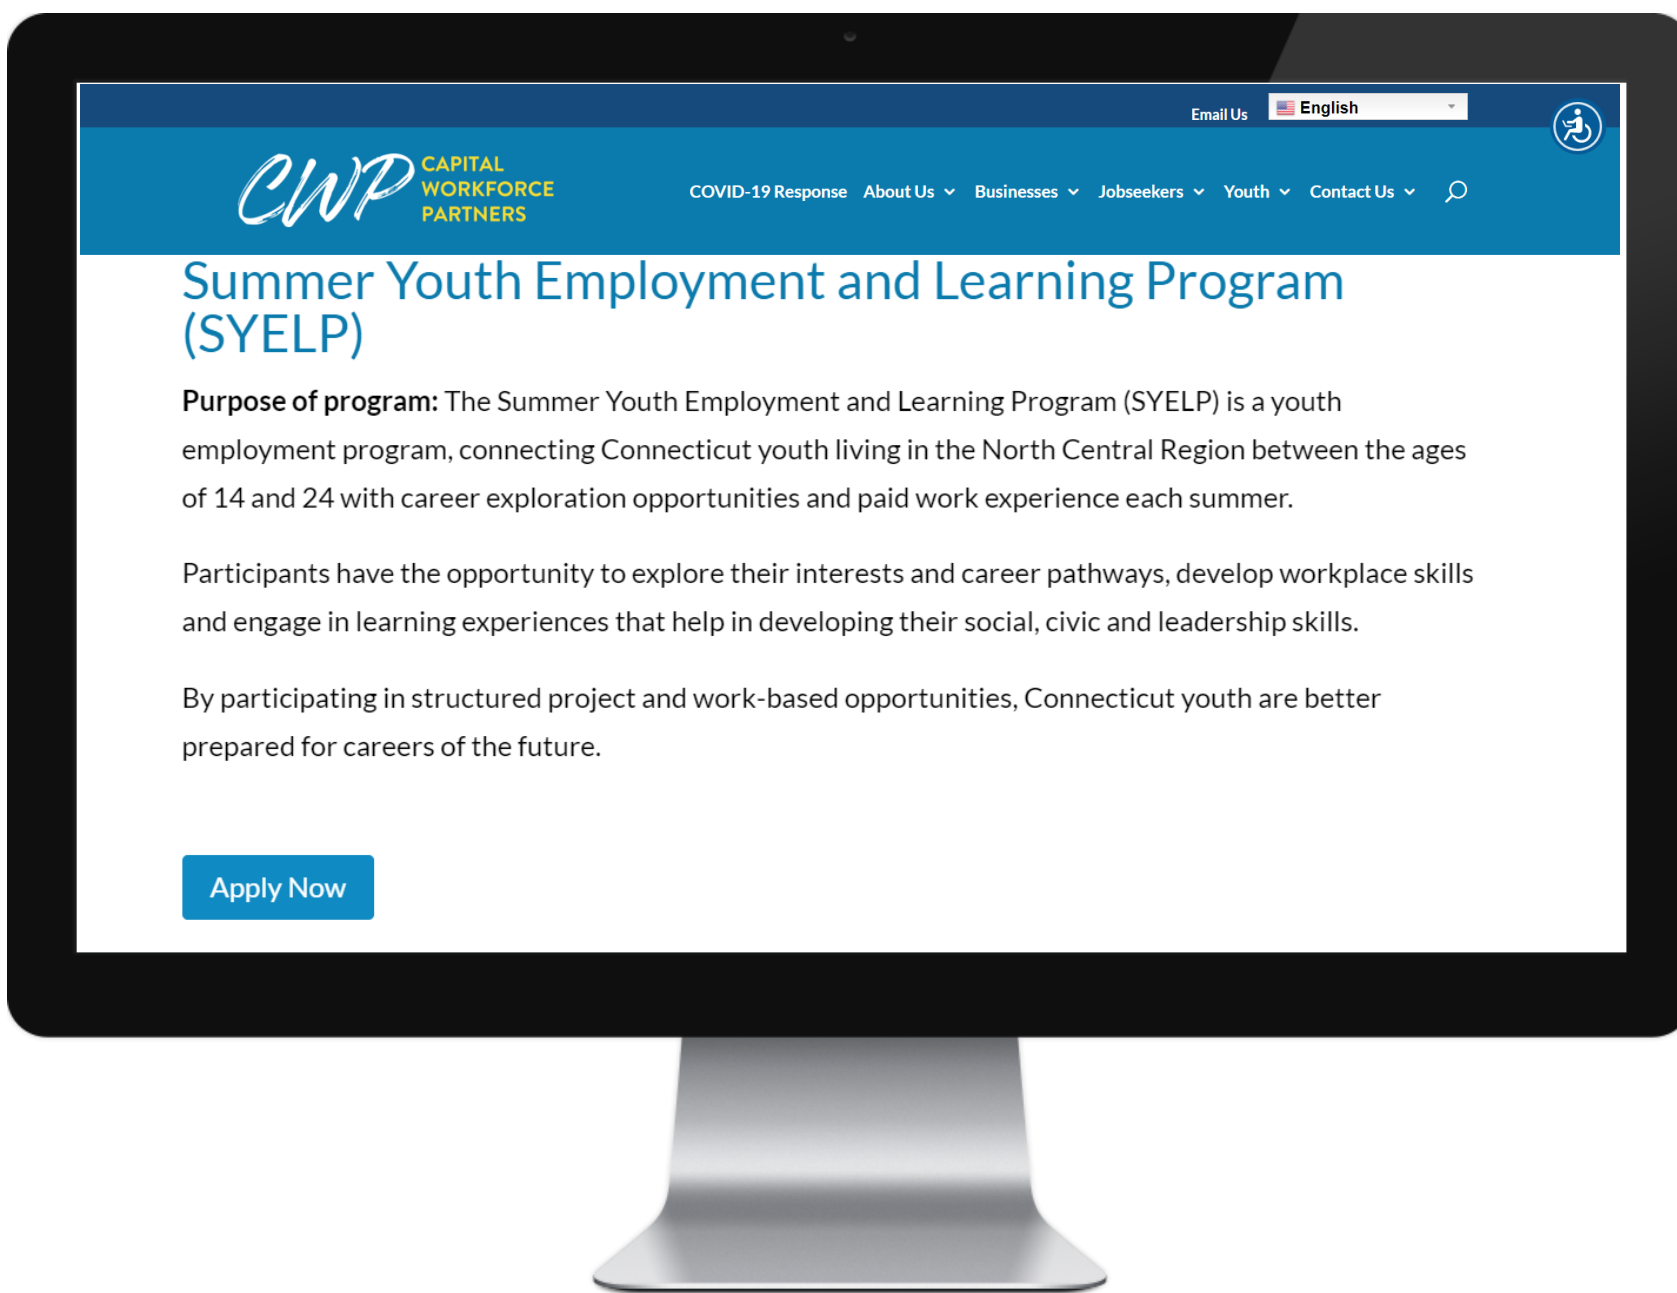 Email Us
English
CWP
CAPITAL
WORKFORCE
PARTNERS
COVID-19 Response About Us Businesses Jobseekers Youth Contact Us
Summer Youth Employment and Learning Program
(SYELP)
Purpose of program: The Summer Youth Employment and Learning Program (SYELP) is a youth
employment program, connecting Connecticut youth living in the North Central Region between the ages
of 14 and 24 with career exploration opportunities and paid work experience each summer.
Participants have the opportunity to explore their interests and career pathways, develop workplace skills
and engage in learning experiences that help in developing their social, civic and leadership skills.
By participating in structured project and work-based opportunities, Connecticut youth are better
prepared for careers of the future.
Apply Now